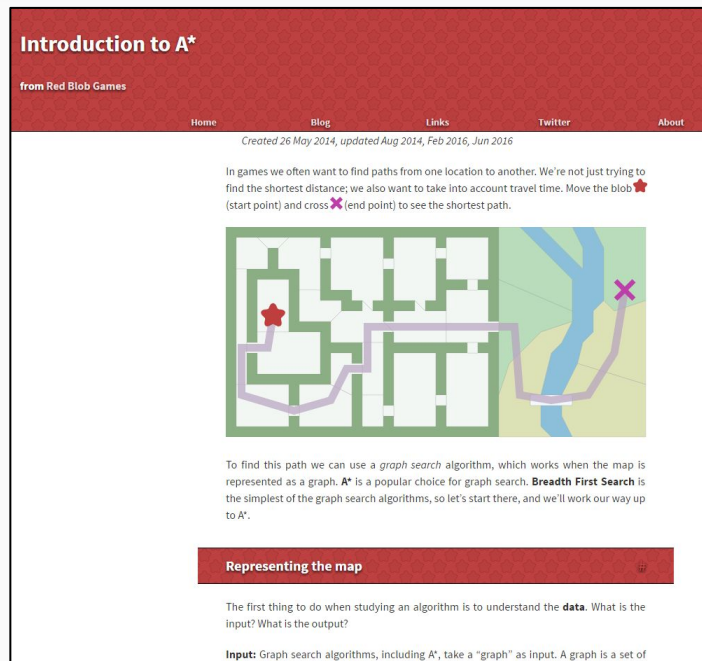 Introduction to A*
from Red Blob Games
Home Blog Links Twitter About
Created 26 May 2014, updated Aug 2014, Feb 2016, Jun 2016
In games we often want to find paths from one location to another. We’re not just trying to
find the shortest distance; we also want to take into account travel time. Move the blob
(start point) and cross (end point) to see the shortest path.
To find this path we can use a graph search algorithm, which works when the map is
represented as a graph. A* is a popular choice for graph search. Breadth First Search is
the simplest of the graph search algorithms, so let’s start there, and we’ll work our way up
to A*.
Representing the map
The first thing to do when studying an algorithm is to understand the data. What is the
input? What is the output?
Input: Graph search algorithms, including A*, take a “graph” as input. A graph is a set of